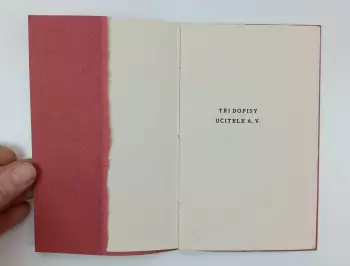 TŘI DOPISY
UČITELE A. V.